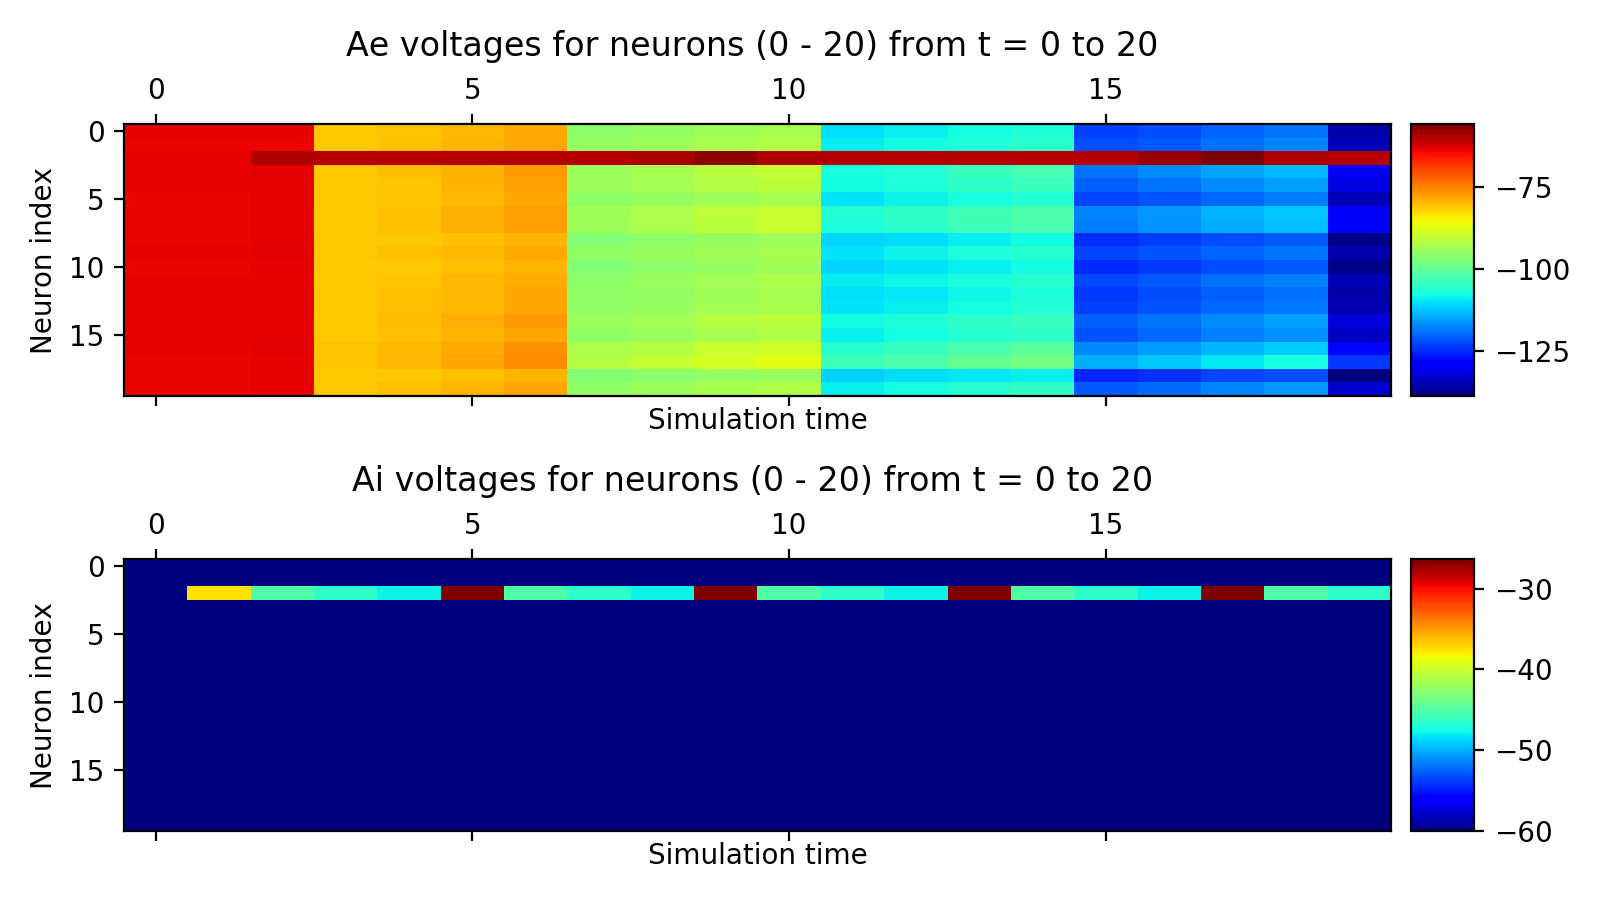 Ae voltages for neurons (0 - 20) from t = 0 to 20
0 5 10 15
0
5
10
15
Neuron index
Simulation time
−75
−100
−125
Ai voltages for neurons (0 - 20) from t = 0 to 20
0 5 10 15
0
5
10
15
Neuron index
Simulation time
−30
−40
−50
−60